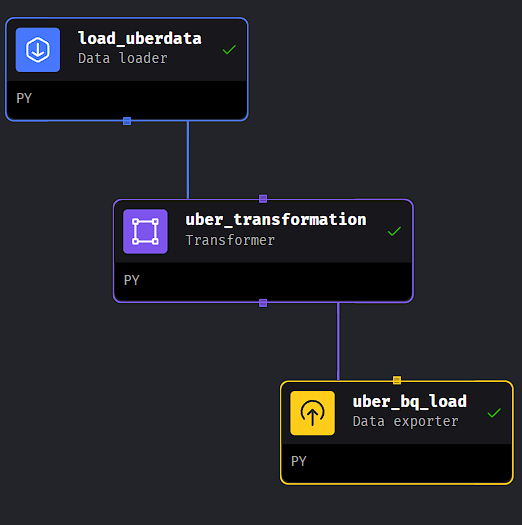 load_uberdata
Data loader
PY
uber_transformation
Transformer
PY
uber_bq_load
Data exporter
PY